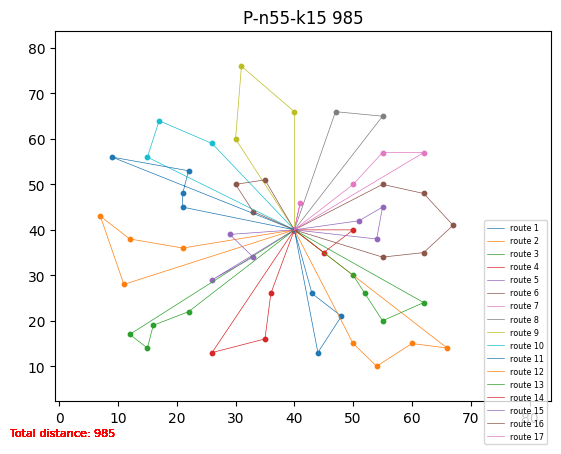 P-n55-k15 985
80
70
60
50
40
30
20
10
0 10 20 30 40 50 60 70 80
route 1
route 2
route 3
route 4
route 5
route 6
route 7
route 8
route 9
route 10
route 11
route 12
route 13
route 14
route 15
route 16
route 17
Total distance: 985